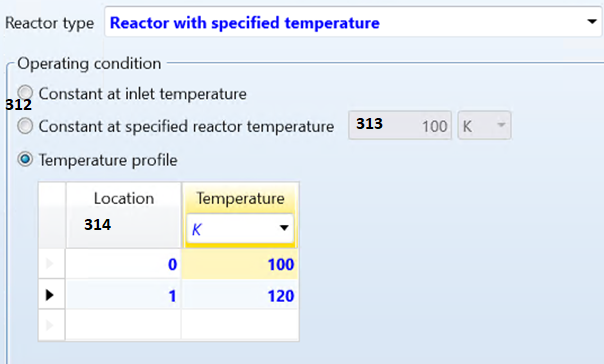 Reactor type Reactor with specified temperature
Operating condition
Constant at inlet temperature
312
Constant at specified reactor temperature 313 100 K
Temperature profile
Location Temperature
314 K
0 100
1 120